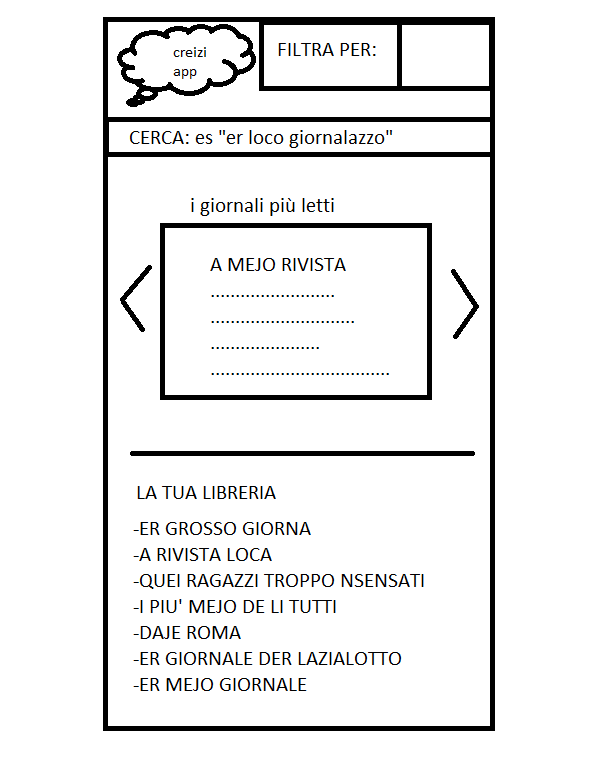 creizi
app
FILTRA PER:
CERCA: es "er loco giornalazzo"
i giornali più letti
A MEJO RIVISTA
.........................
.............................
......................
....................................
LA TUA LIBRERIA
-ER GROSSO GIORNA
-A RIVISTA LOCA
-QUEI RAGAZZI TROPPO NSENSATI
-I PIU' MEJO DE LI TUTTI
-DAJE ROMA
-ER GIORNALE DER LAZIALOTTO
-ER MEJO GIORNALE